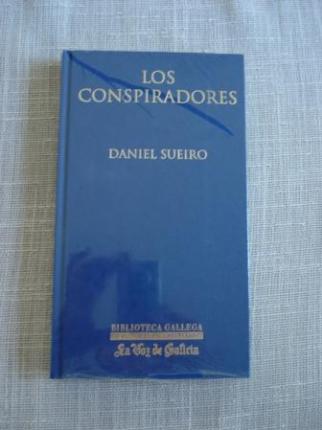 LOS
CONSPIRADORES
DANIEL SUEIRO
BIBLIOTECA GALLEGA
La Voz de Galicia